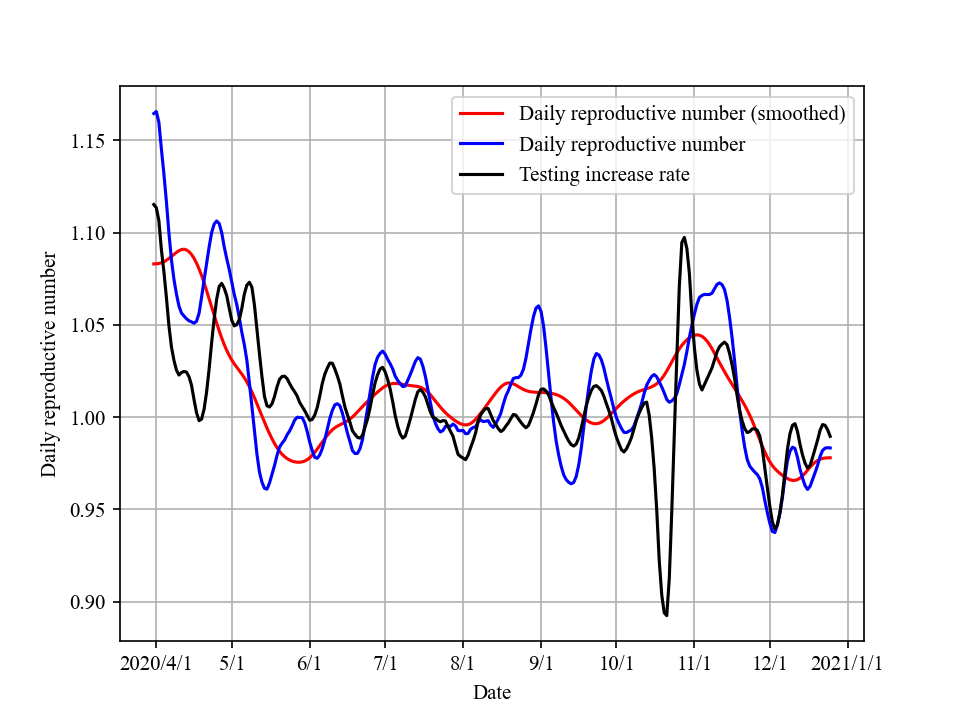 Daily reproductive number (smoothed)
Daily reproductive number
Testing increase rate
1.15
1.10
1.05
1.00
0.95
0.90
Daily reproductive number
2020/4/1 5/1 6/1 7/1 8/1 9/1 10/1 11/1 12/1 2021/1/1
Date